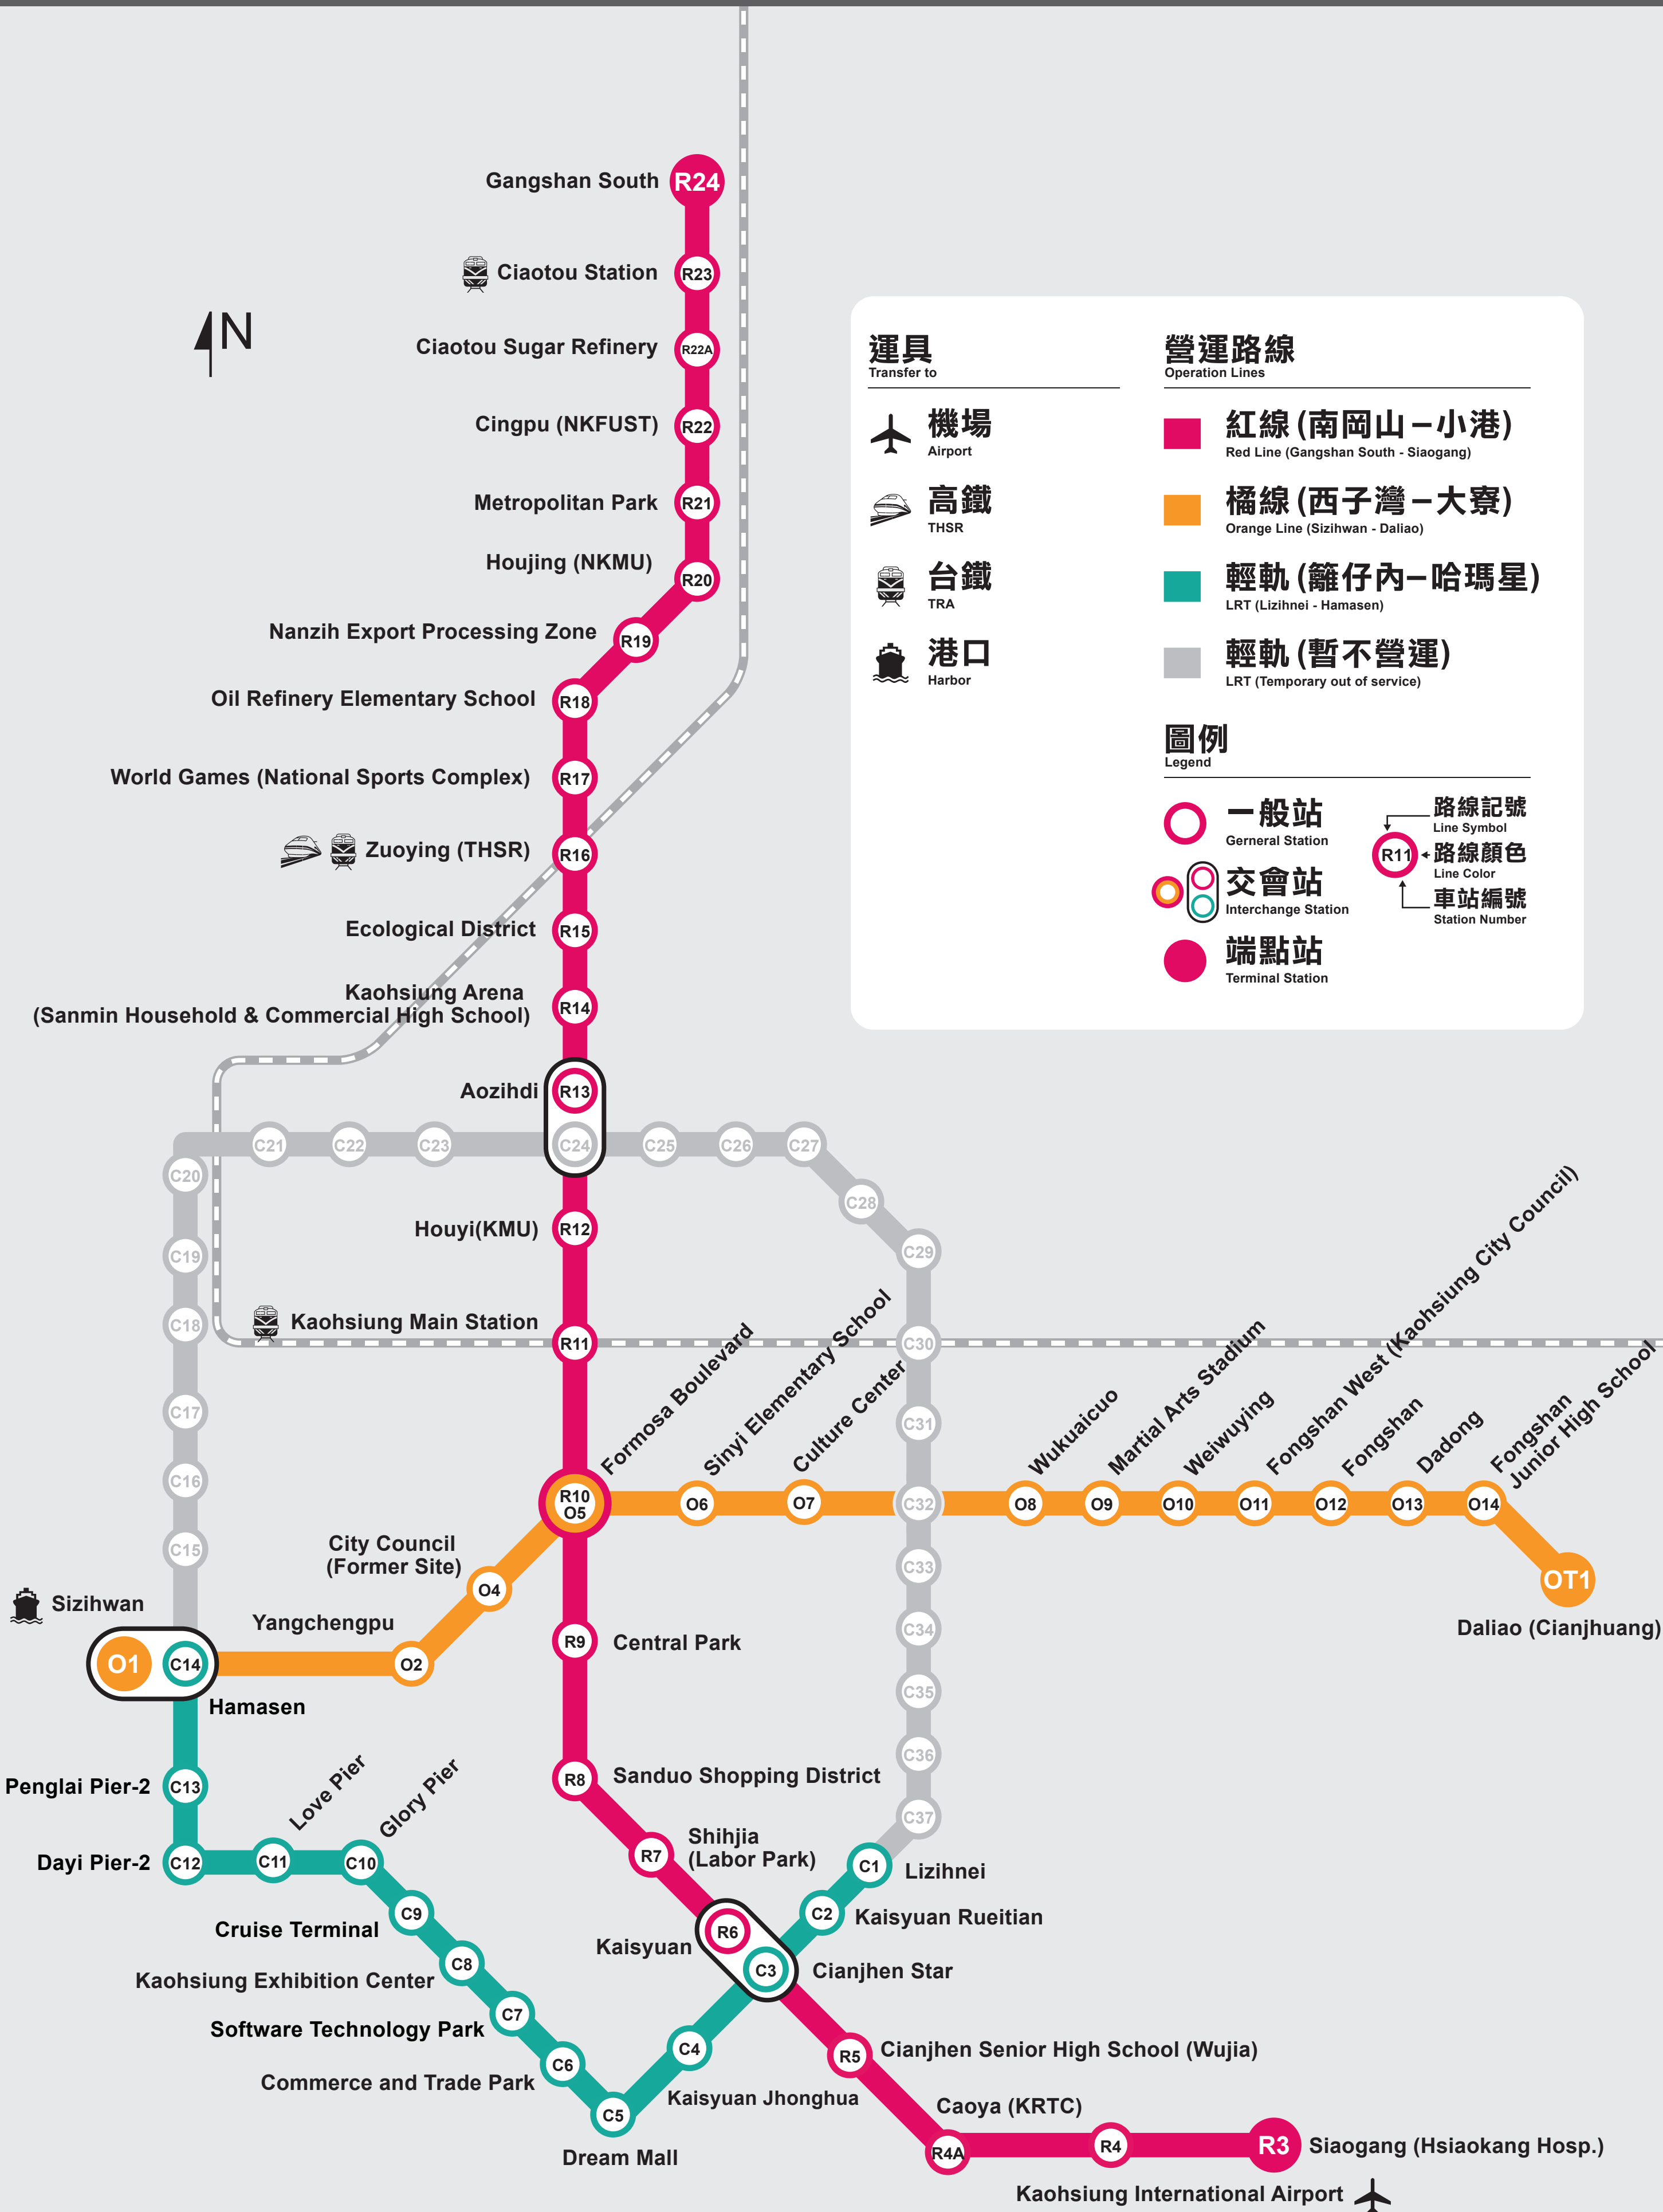 Gangshan South
R24
Ciaotou Station
R23
N
Ciaotou Sugar Refinery
R22A
Cingpu (NKFUST)
R22
Metropolitan Park
R21
Houjing (NKMU)
R20
Nanzih Export Processing Zone
R19
Oil Refinery Elementary School
R18
World Games (National Sports Complex)
R17
Zuoying (THSR)
R16
Ecological District
R15
Kaohsiung Arena
(Sanmin Household & Commercial High School)
R14
運具
Transfer to
機場
Airport
高鐵
THSR
台鐵
TRA
港口
Harbor
營運路線
Operation Lines
紅線(南岡山－小港)
Red Line (Gangshan South - Siaogang)
橘線(西子灣－大寮)
Orange Line (Sizihwan - Daliao)
輕軌(籬仔內－哈瑪星)
LRT (Lizihnei - Hamasen)
輕軌(暫不營運)
LRT (Temporary out of service)
圖例
Legend
一般站
Gerneral Station
交會站
Interchange Station
端點站
Terminal Station
R11
路線記號
Line Symbol
路線顏色
Line Color
車站編號
Station Number
Aozihdi
R13
C20
C21
C22
C23
C24
C25
C26
C27
C28
C29
Houyi(KMU)
R12
C19
C18
Kaohsiung Main Station
R11
C30
C17
C31
C16
C15
Formosa Boulevard
R10
O5
Sinyi Elementary School
O6
Culture Center
O7
C32
Wukuaicuo
O8
Martial Arts Stadium
O9
Weiwuying
O10
Fongshan West (Kaohsiung City Council)
O11
Fongshan
O12
Dadong
O13
Fongshan
Junior High School
O14
OT1
Daliao (Cianjhuang)
City Council
(Former Site)
O4
Yangchengpu
O2
Sizihwan
O1
C14
Hamasen
C33
C34
C35
C36
C37
R9
Central Park
R8
Sanduo Shopping District
Penglai Pier-2
C13
Dayi Pier-2
C12
Love Pier
C11
Glory Pier
C10
R7
Shihjia
(Labor Park)
C1
Lizihnei
C2
Kaisyuan Rueitian
Cruise Terminal
C9
Kaisyuan
R6
C3
Cianjhen Star
Kaohsiung Exhibition Center
C8
Software Technology Park
C7
Commerce and Trade Park
C6
C4
Kaisyuan Jhonghua
C5
Dream Mall
R5
Cianjhen Senior High School (Wujia)
Caoya (KRTC)
R4A
R4
R3
Siaogang (Hsiaokang Hosp.)
Kaohsiung International Airport